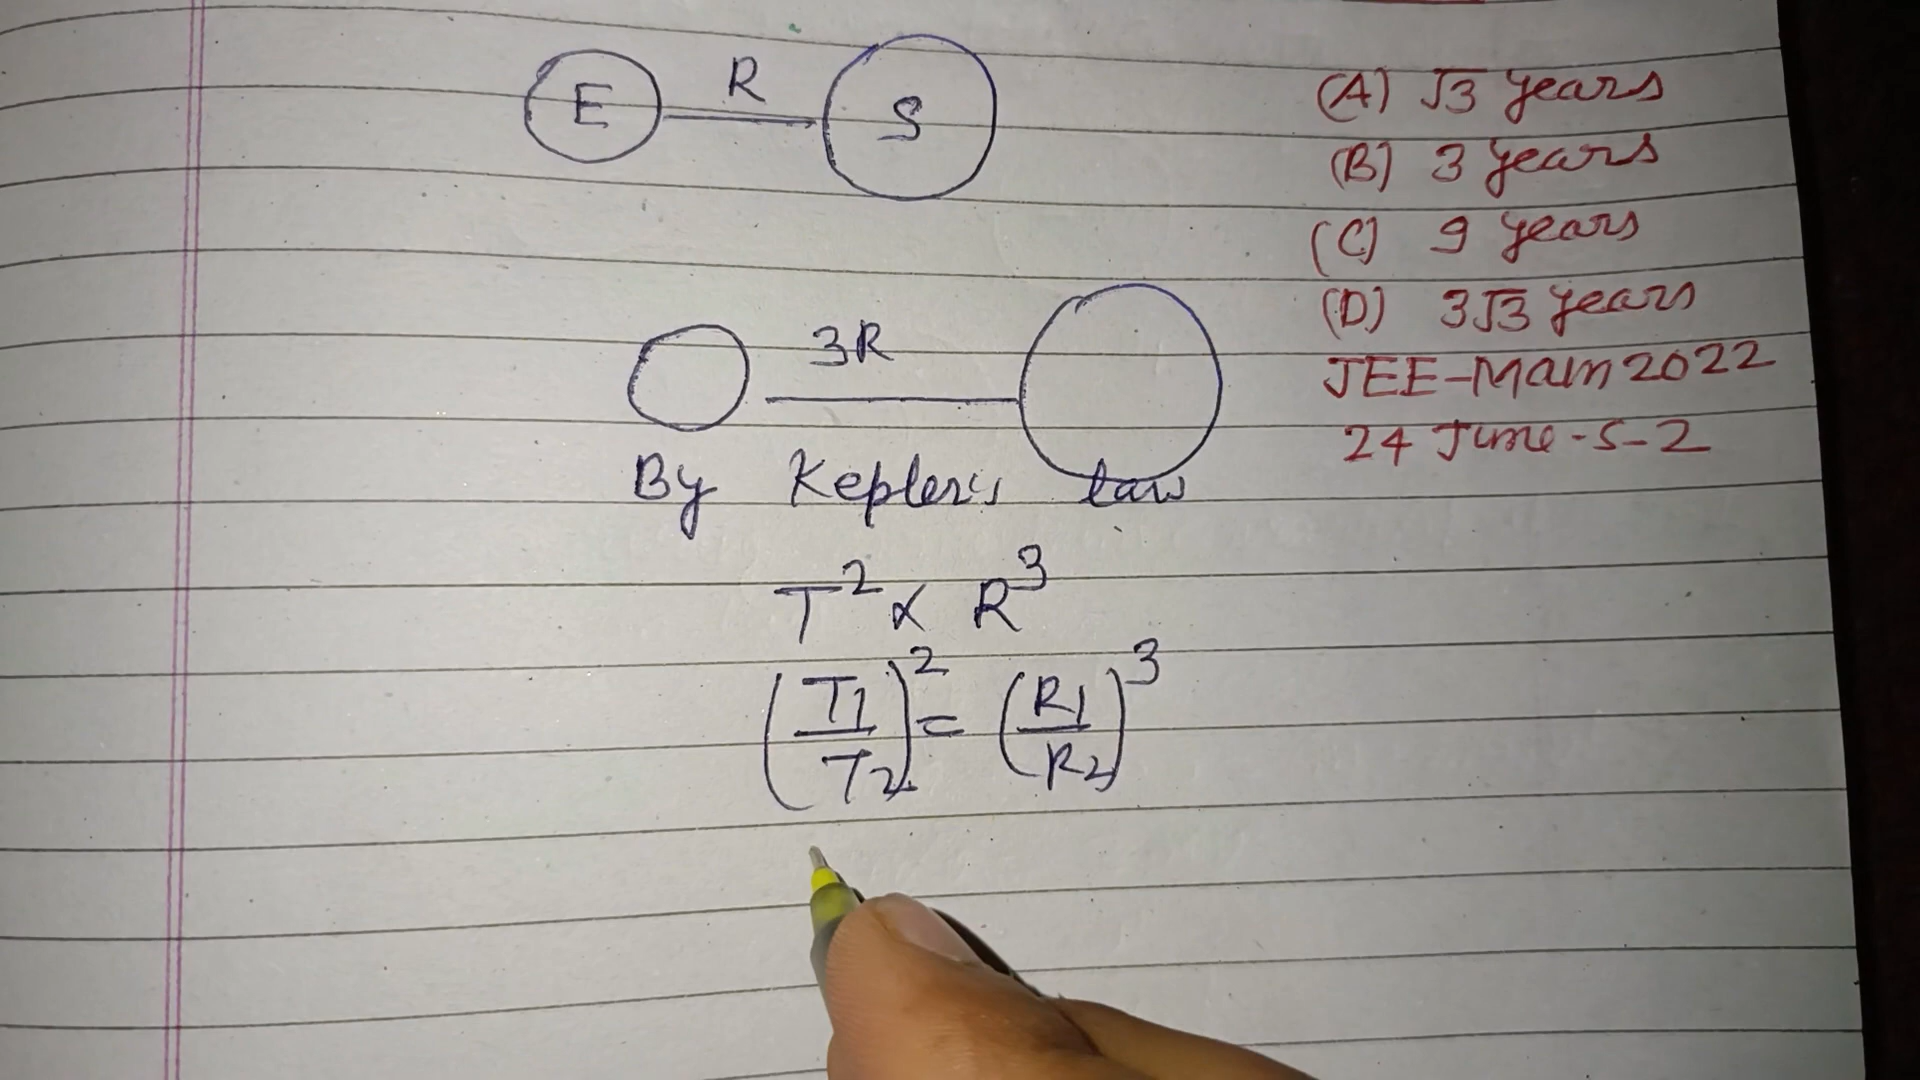 E R S
(A) √3 years
(B) 3 years
(C) 9 years
(D) 3√3 years
JEE-Main 2022
24 June-S-2
3R
By Kepler's law
T² ∝ R³
(T1/T2)² = (R1/R2)³